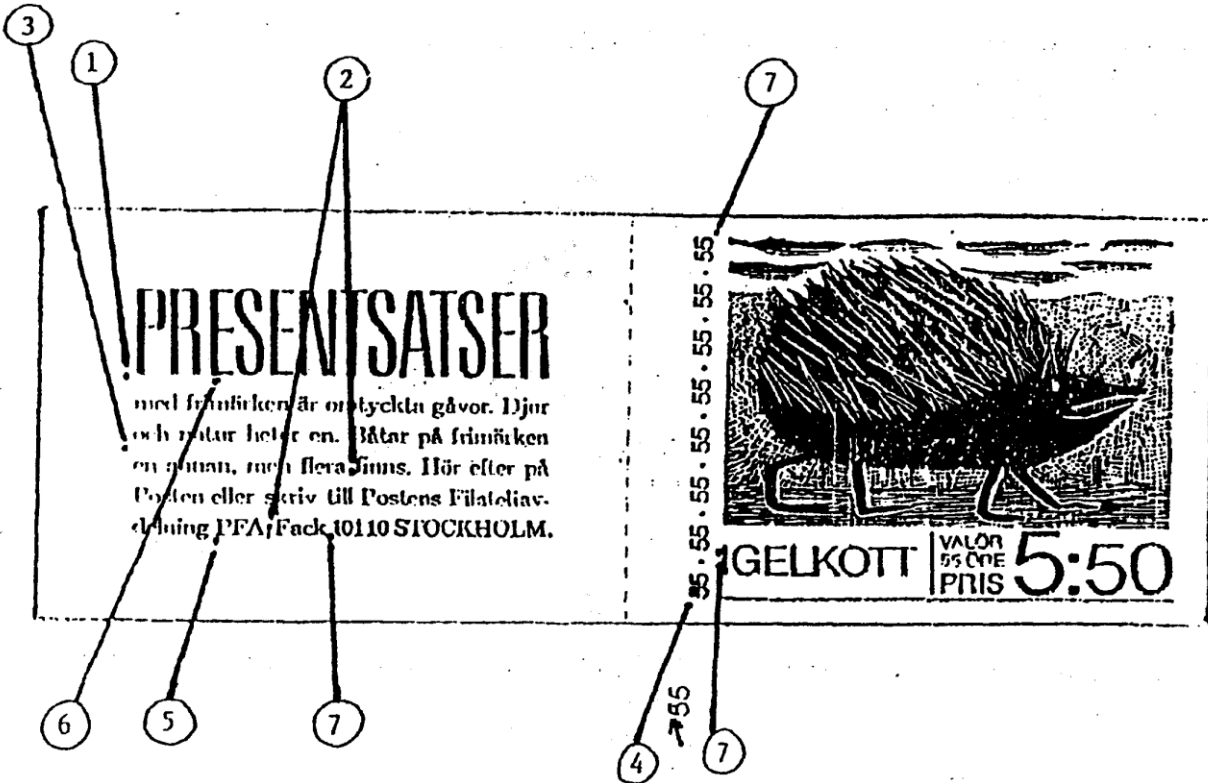 3
1
2
7
PRESENTSATSER
med frimärken är omtyckta gåvor. Djur
och natur heter en. Båtar på frimärken
en annan, men flera finns. Hör efter på
Posten eller skriv till Postens Filateliav-
delning PFA, Fack 10110 STOCKHOLM.
55 · 55 · 55 · 55 · 55 · 55 · 55 · 55
IGELKOTT
VALÖR
55 ÖRE
PRIS
5:50
6
5
7
4
55
7